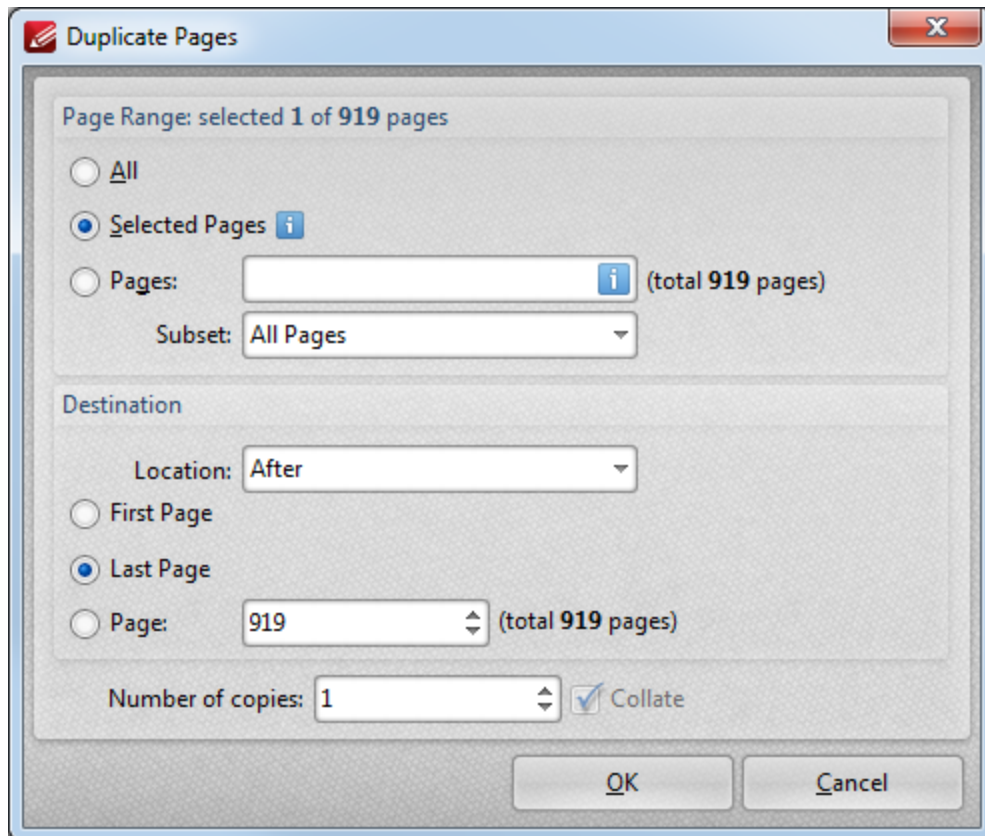 Duplicate Pages
Page Range: selected 1 of 919 pages
All
Selected Pages i
Pages: i (total 919 pages)
Subset: All Pages
Destination
Location: After
First Page
Last Page
Page: 919 (total 919 pages)
Number of copies: 1 Collate
OK Cancel